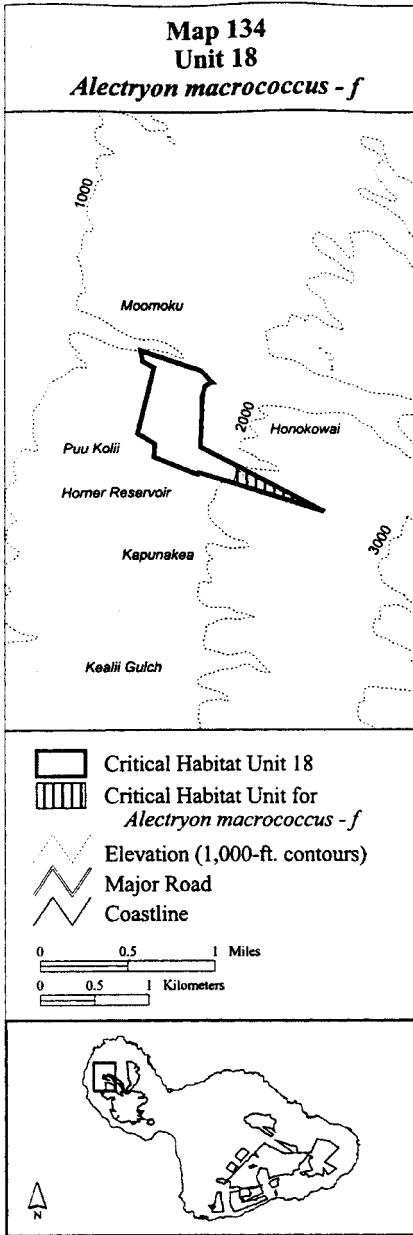 Map 134
Unit 18
Alectryon macrococcus - f
1000
Moomoku
2000
Honokowai
Puu Kolii
Horner Reservoir
Kapunakea
3000
Kealii Gulch
Critical Habitat Unit 18
Critical Habitat Unit for
Alectryon macrococcus - f
Elevation (1,000-ft. contours)
Major Road
Coastline
0 0.5 1 Miles
0 0.5 1 Kilometers
N